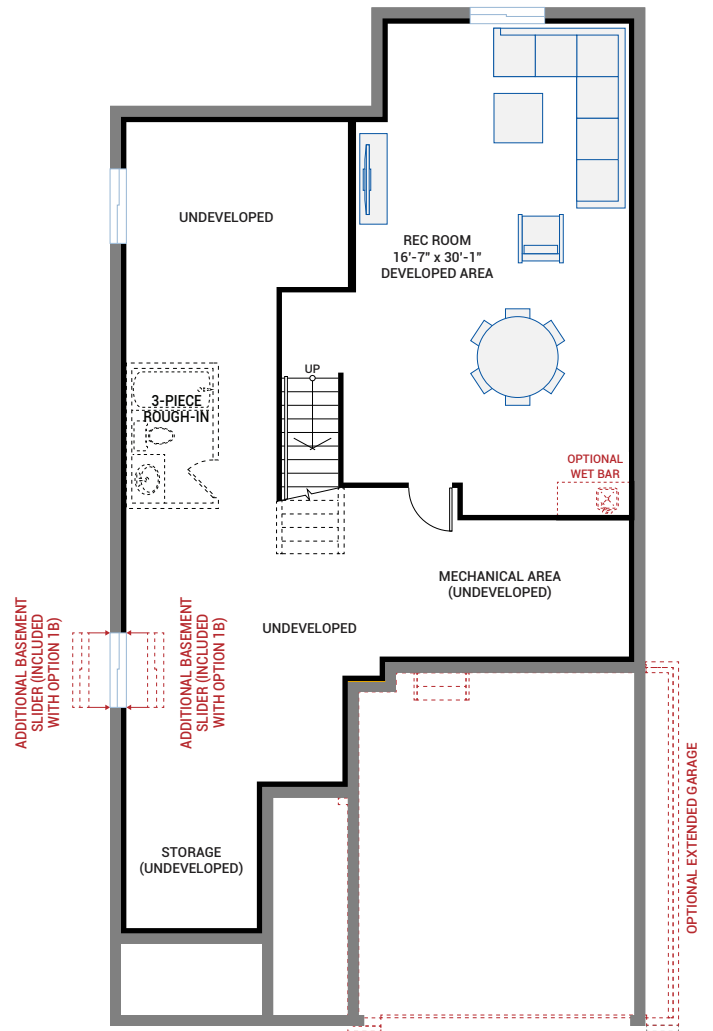 UNDEVELOPED
REC ROOM
16'-7" x 30'-1"
DEVELOPED AREA
UP
3-PIECE
ROUGH-IN
OPTIONAL
WET BAR
MECHANICAL AREA
(UNDEVELOPED)
UNDEVELOPED
ADDITIONAL BASEMENT
SLIDER (INCLUDED
WITH OPTION 1B)
ADDITIONAL BASEMENT
SLIDER (INCLUDED
WITH OPTION 1B)
OPTIONAL EXTENDED GARAGE
STORAGE
(UNDEVELOPED)